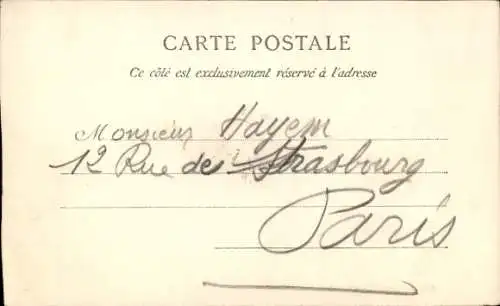 CARTE POSTALE
Ce côté est exclusivement réservé à l'adresse
Monsieur Hayem
12 Rue de Strasbourg
Paris